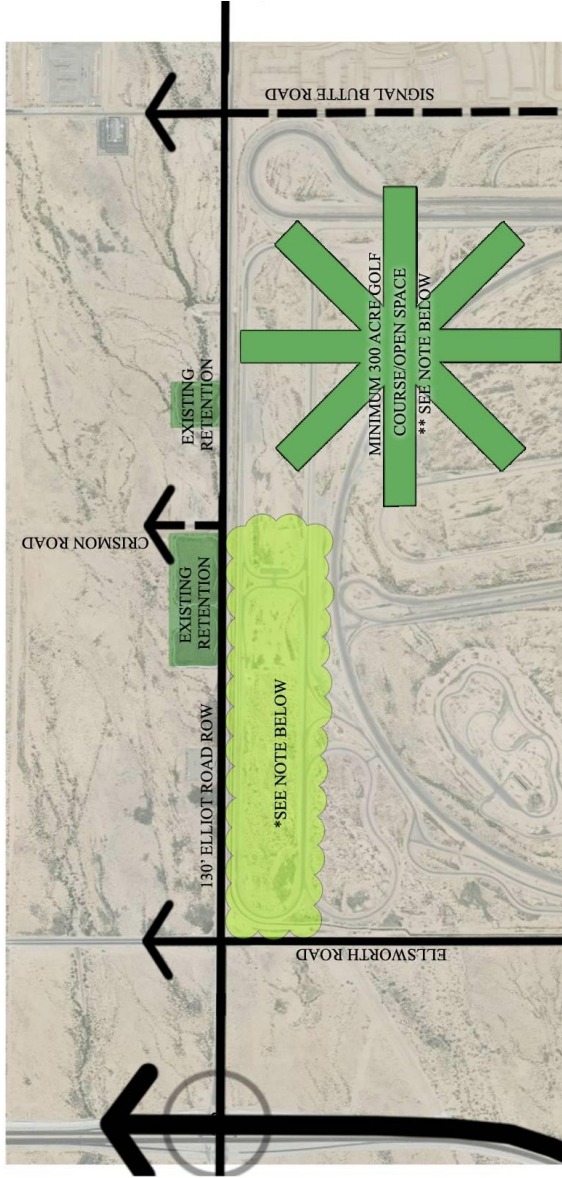 SIGNAL BUTTE ROAD
MINIMUM 300 ACRE GOLF
COURSE/OPEN SPACE
** SEE NOTE BELOW
EXISTING
RETENTION
CRISMON ROAD
EXISTING
RETENTION
130' ELLIOT ROAD ROW
*SEE NOTE BELOW
ELLSWORTH ROAD